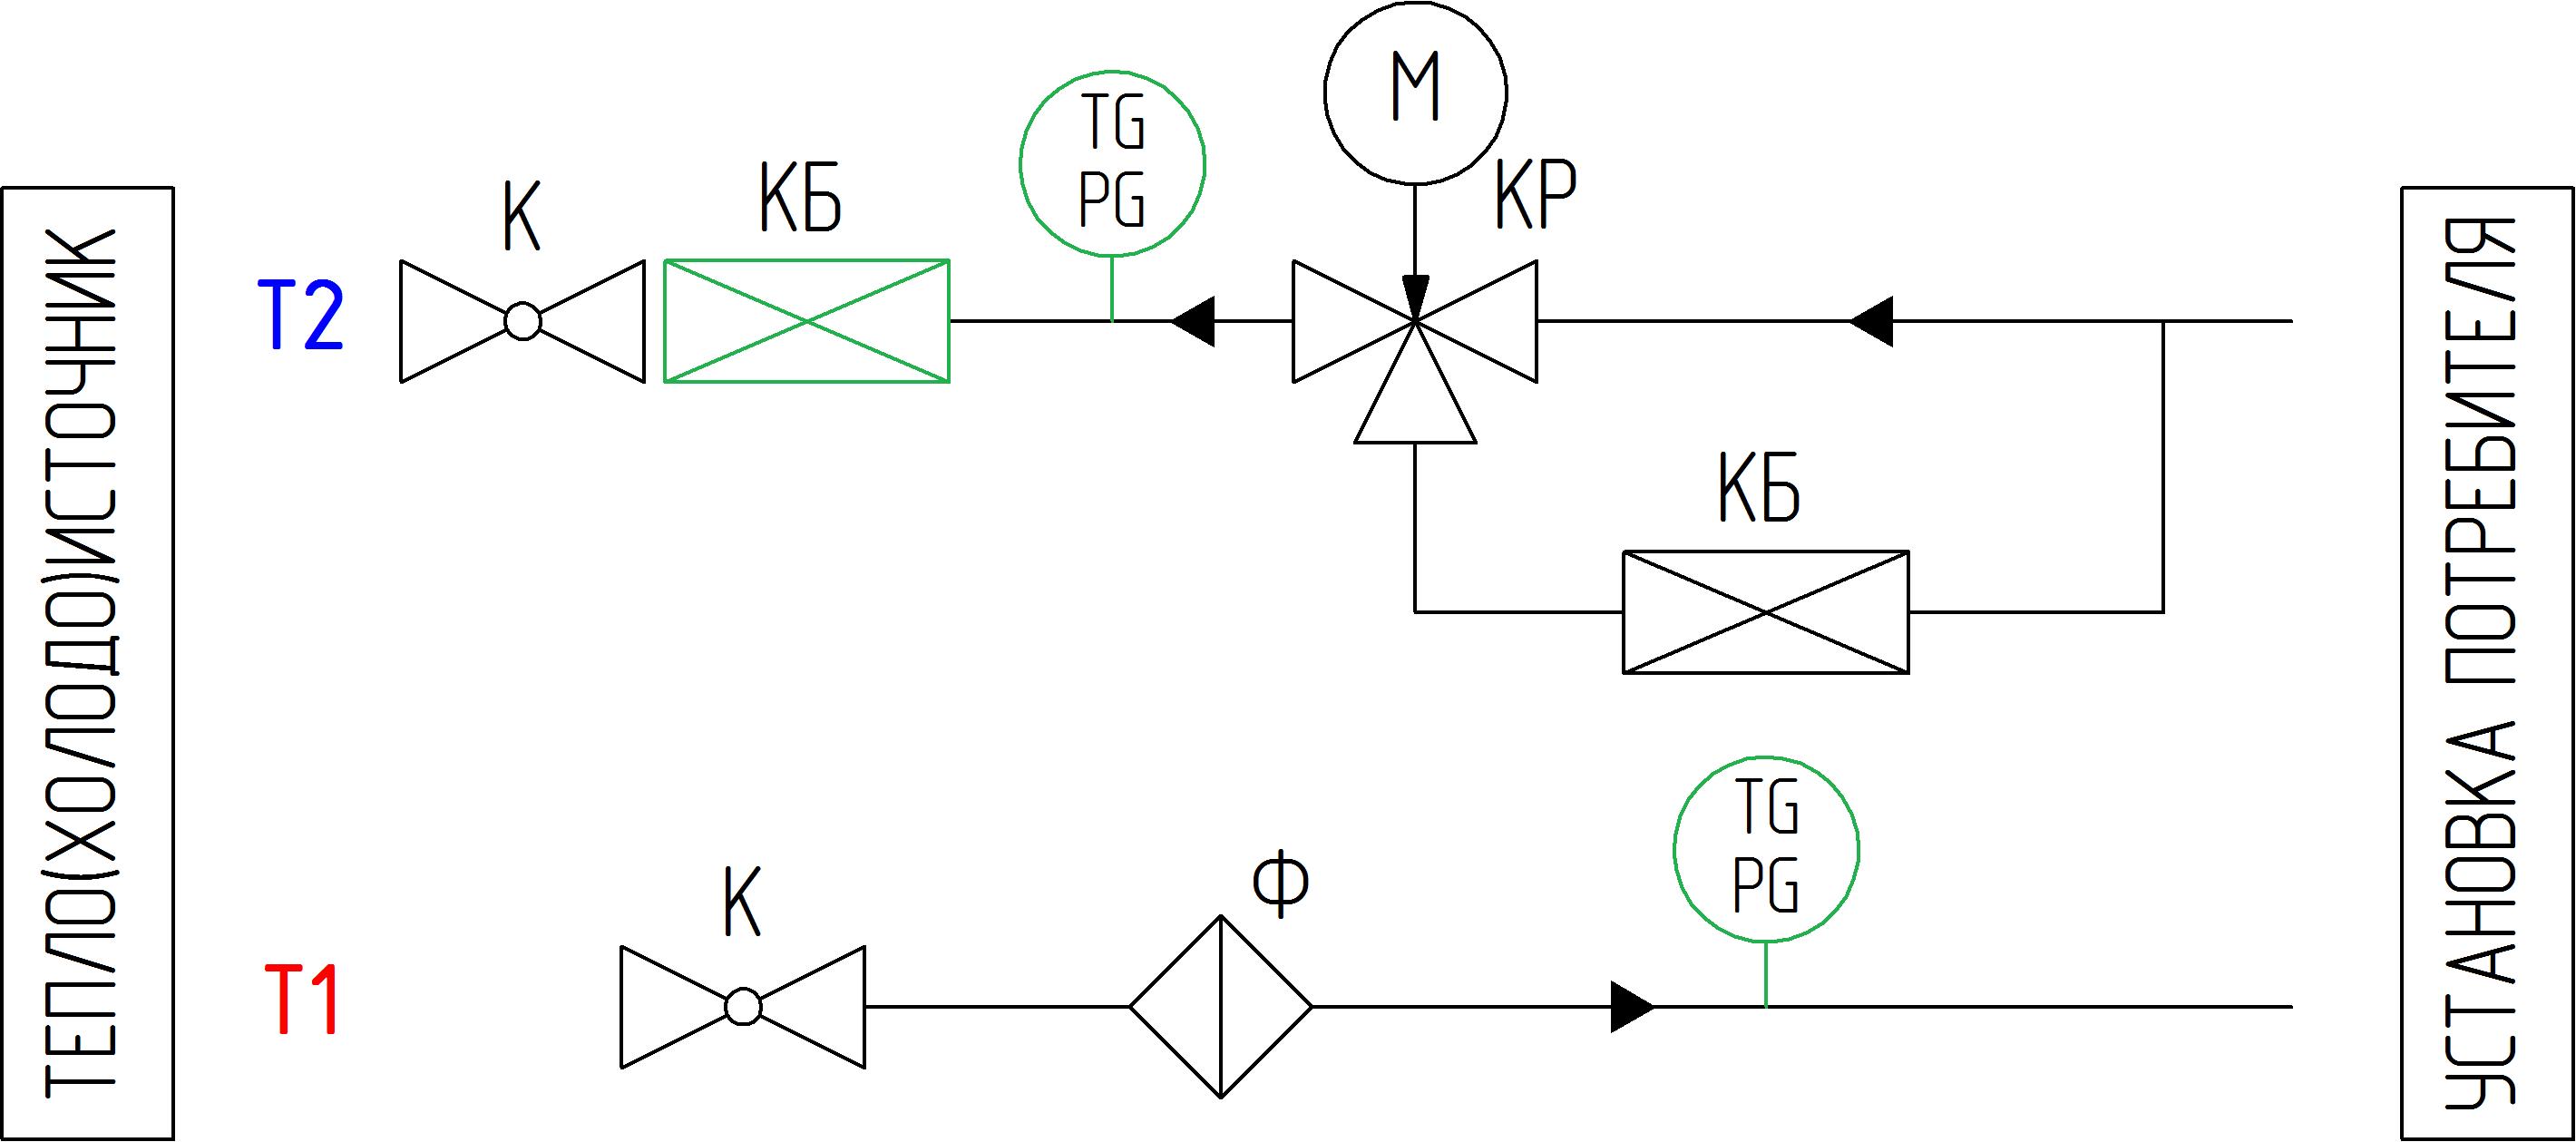 ТЕПЛО(ХОЛОДО)ИСТОЧНИК
Т2
К
КБ
TG
PG
М
КР
КБ
Т1
К
Ф
TG
PG
УСТАНОВКА ПОТРЕБИТЕЛЯ